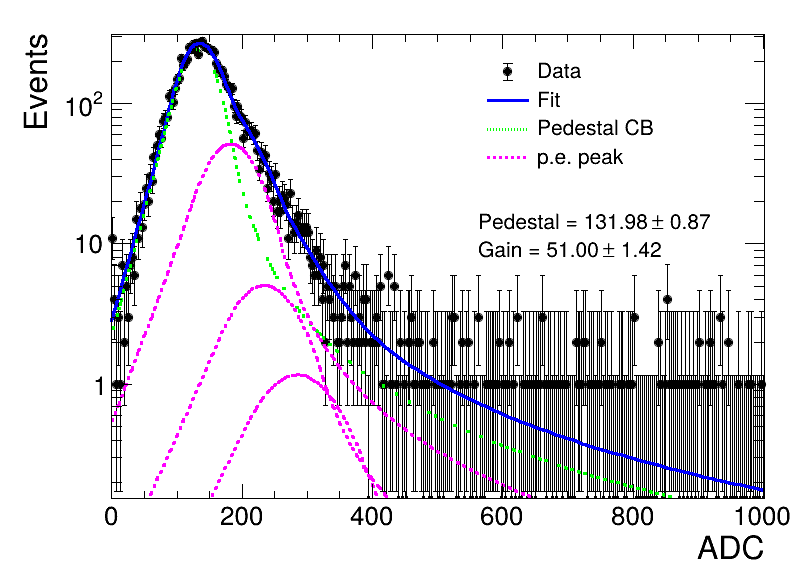 Events
10²
10
1
Data
Fit
Pedestal CB
p.e. peak
Pedestal = 131.98 ± 0.87
Gain = 51.00 ± 1.42
0 200 400 600 800 1000
ADC